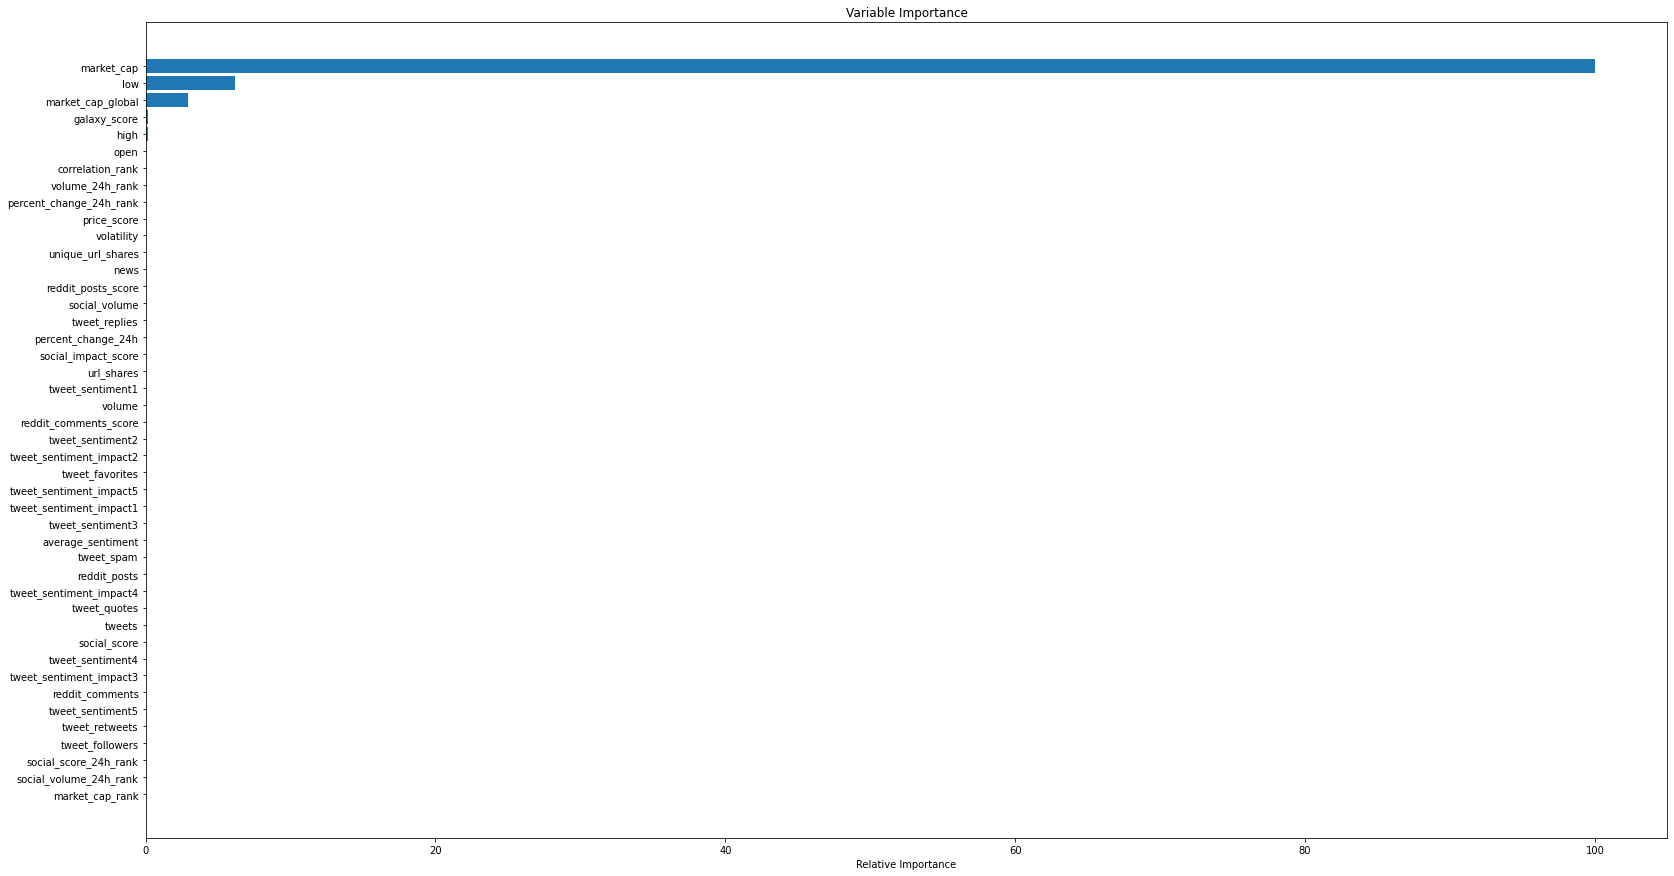 Variable Importance
market_cap
low
market_cap_global
galaxy_score
high
open
correlation_rank
volume_24h_rank
percent_change_24h_rank
price_score
volatility
unique_url_shares
news
reddit_posts_score
social_volume
tweet_replies
percent_change_24h
social_impact_score
url_shares
tweet_sentiment1
volume
reddit_comments_score
tweet_sentiment2
tweet_sentiment_impact2
tweet_favorites
tweet_sentiment_impact5
tweet_sentiment_impact1
tweet_sentiment3
average_sentiment
tweet_spam
reddit_posts
tweet_sentiment_impact4
tweet_quotes
tweets
social_score
tweet_sentiment4
tweet_sentiment_impact3
reddit_comments
tweet_sentiment5
tweet_retweets
tweet_followers
social_score_24h_rank
social_volume_24h_rank
market_cap_rank
0 20 40 60 80 100
Relative Importance